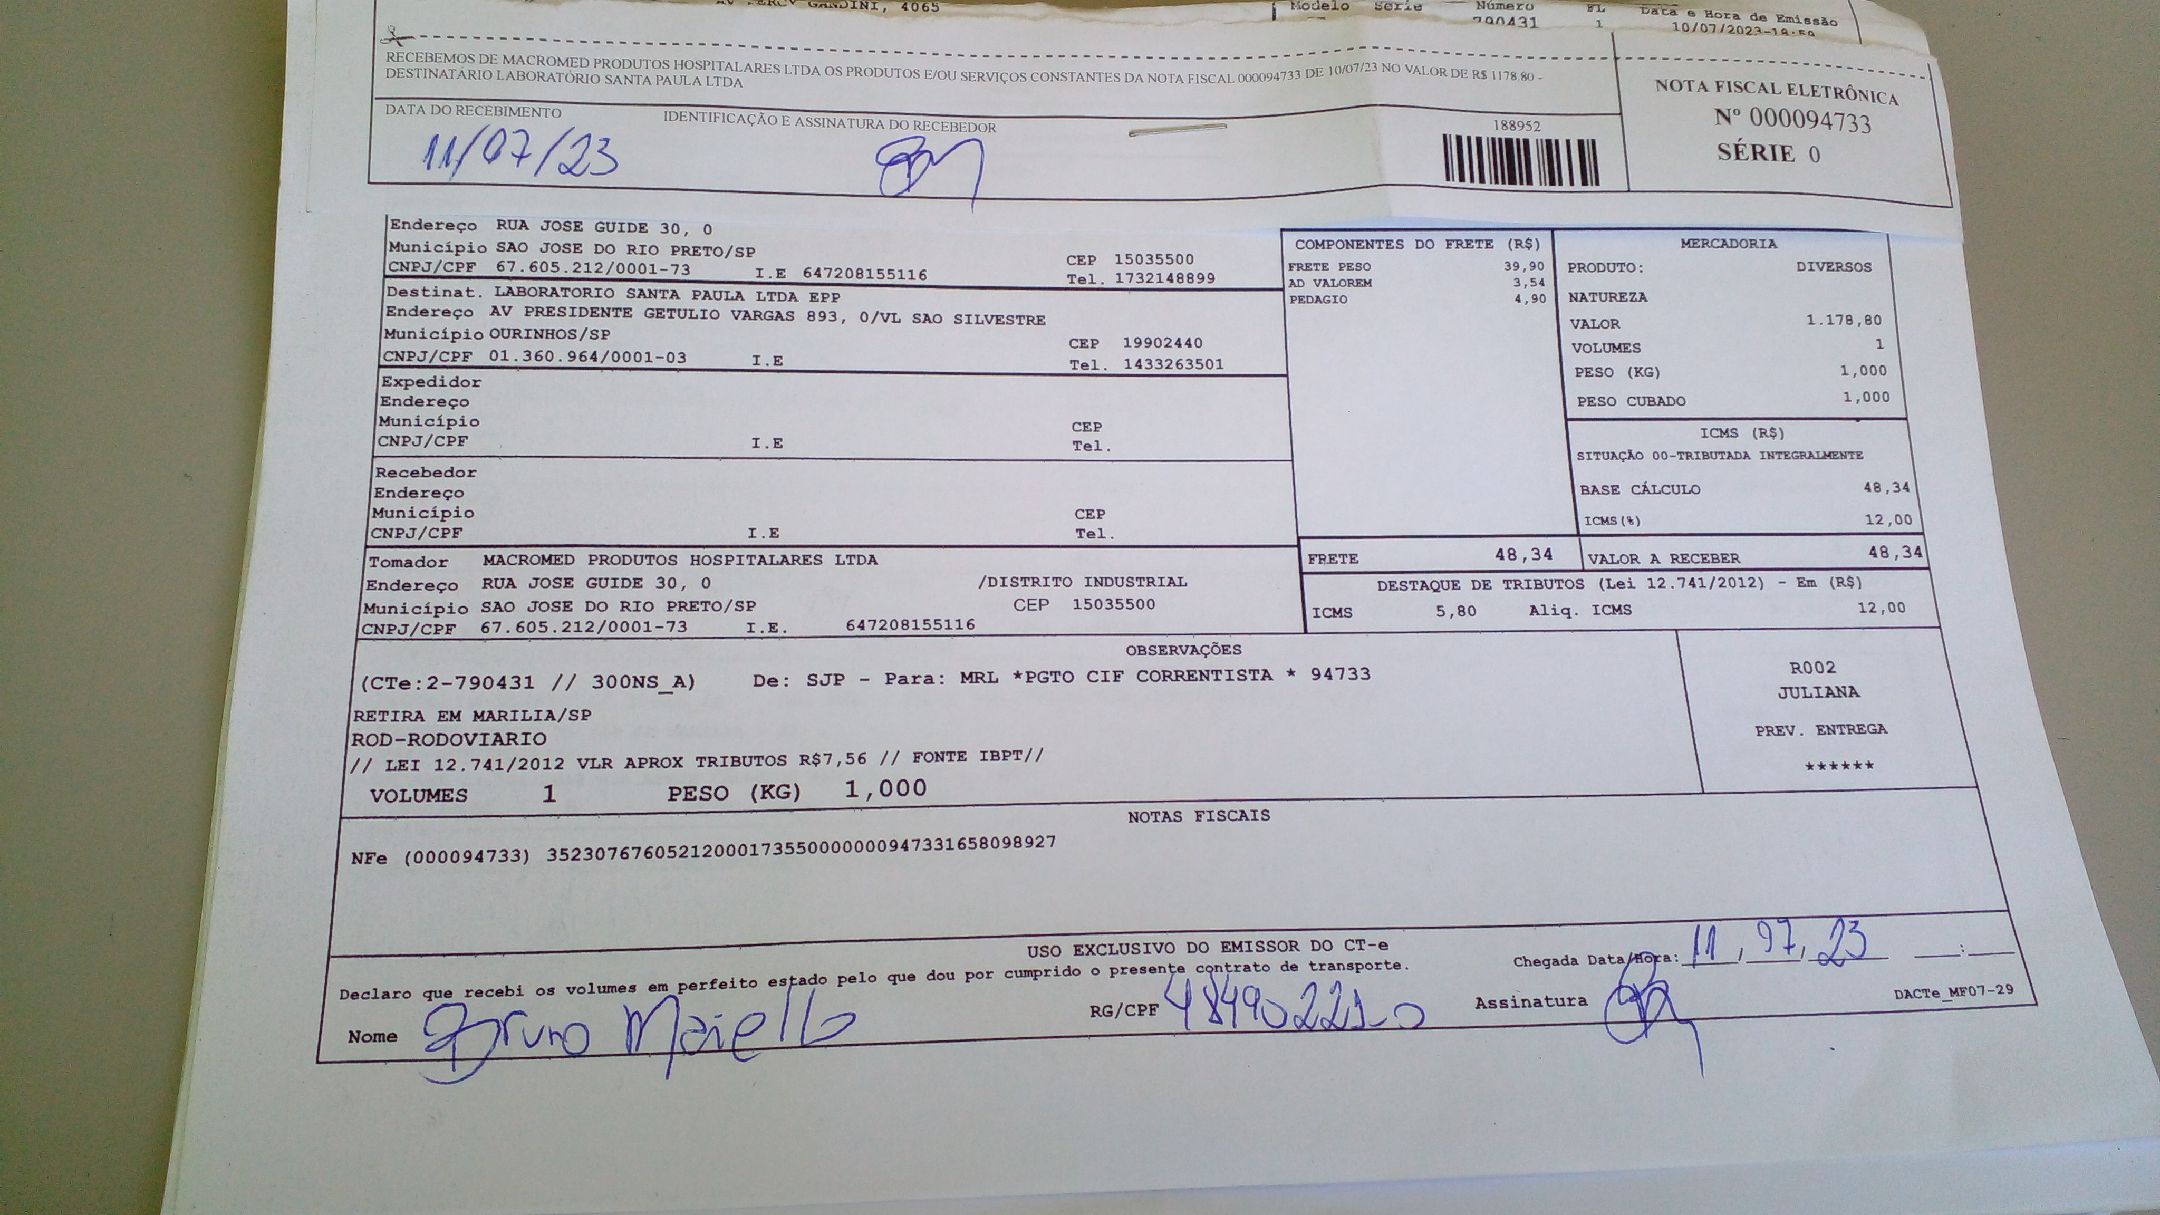 GANDINI, 4065
Modelo Série Número FL Data e Hora de Emissão
790431 1 10/07/2023-18:59
RECEBEMOS DE MACROMED PRODUTOS HOSPITALARES LTDA OS PRODUTOS E/OU SERVIÇOS CONSTANTES DA NOTA FISCAL 000094733 DE 10/07/23 NO VALOR DE R$ 1178.80 -
DESTINATÁRIO LABORATÓRIO SANTA PAULA LTDA
NOTA FISCAL ELETRÔNICA
Nº 000094733
SÉRIE 0
DATA DO RECEBIMENTO IDENTIFICAÇÃO E ASSINATURA DO RECEBEDOR
188952
11/07/23
Endereço RUA JOSE GUIDE 30, 0
Município SAO JOSE DO RIO PRETO/SP CEP 15035500
CNPJ/CPF 67.605.212/0001-73 I.E 647208155116 Tel. 1732148899
Destinat. LABORATORIO SANTA PAULA LTDA EPP
Endereço AV PRESIDENTE GETULIO VARGAS 893, 0/VL SAO SILVESTRE
Município OURINHOS/SP CEP 19902440
CNPJ/CPF 01.360.964/0001-03 I.E Tel. 1433263501
Expedidor
Endereço
Município CEP
CNPJ/CPF I.E Tel.
Recebedor
Endereço
Município CEP
CNPJ/CPF I.E Tel.
Tomador MACROMED PRODUTOS HOSPITALARES LTDA
Endereço RUA JOSE GUIDE 30, 0 /DISTRITO INDUSTRIAL
Município SAO JOSE DO RIO PRETO/SP CEP 15035500
CNPJ/CPF 67.605.212/0001-73 I.E. 647208155116
COMPONENTES DO FRETE (R$)
FRETE PESO 39,90
AD VALOREM 3,54
PEDAGIO 4,90
MERCADORIA
PRODUTO: DIVERSOS
NATUREZA
VALOR 1.178,80
VOLUMES 1
PESO (KG) 1,000
PESO CUBADO 1,000
ICMS (R$)
SITUAÇÃO 00-TRIBUTADA INTEGRALMENTE
BASE CÁLCULO 48,34
ICMS(%) 12,00
FRETE 48,34 VALOR A RECEBER 48,34
DESTAQUE DE TRIBUTOS (Lei 12.741/2012) - Em (R$)
ICMS 5,80 Aliq. ICMS 12,00
OBSERVAÇÕES
(CTe:2-790431 // 300NS_A) De: SJP - Para: MRL *PGTO CIF CORRENTISTA * 94733
RETIRA EM MARILIA/SP
ROD-RODOVIARIO
// LEI 12.741/2012 VLR APROX TRIBUTOS R$7,56 // FONTE IBPT//
VOLUMES 1 PESO (KG) 1,000
R002
JULIANA
PREV. ENTREGA
******
NOTAS FISCAIS
NFe (000094733) 35230767605212000173550000000947331658098927
USO EXCLUSIVO DO EMISSOR DO CT-e
Declaro que recebi os volumes em perfeito estado pelo que dou por cumprido o presente contrato de transporte.
Chegada Data/Hora: 11, 07, 23 :
Nome Bruno Maiello RG/CPF Assinatura
DACTe_MF07-29